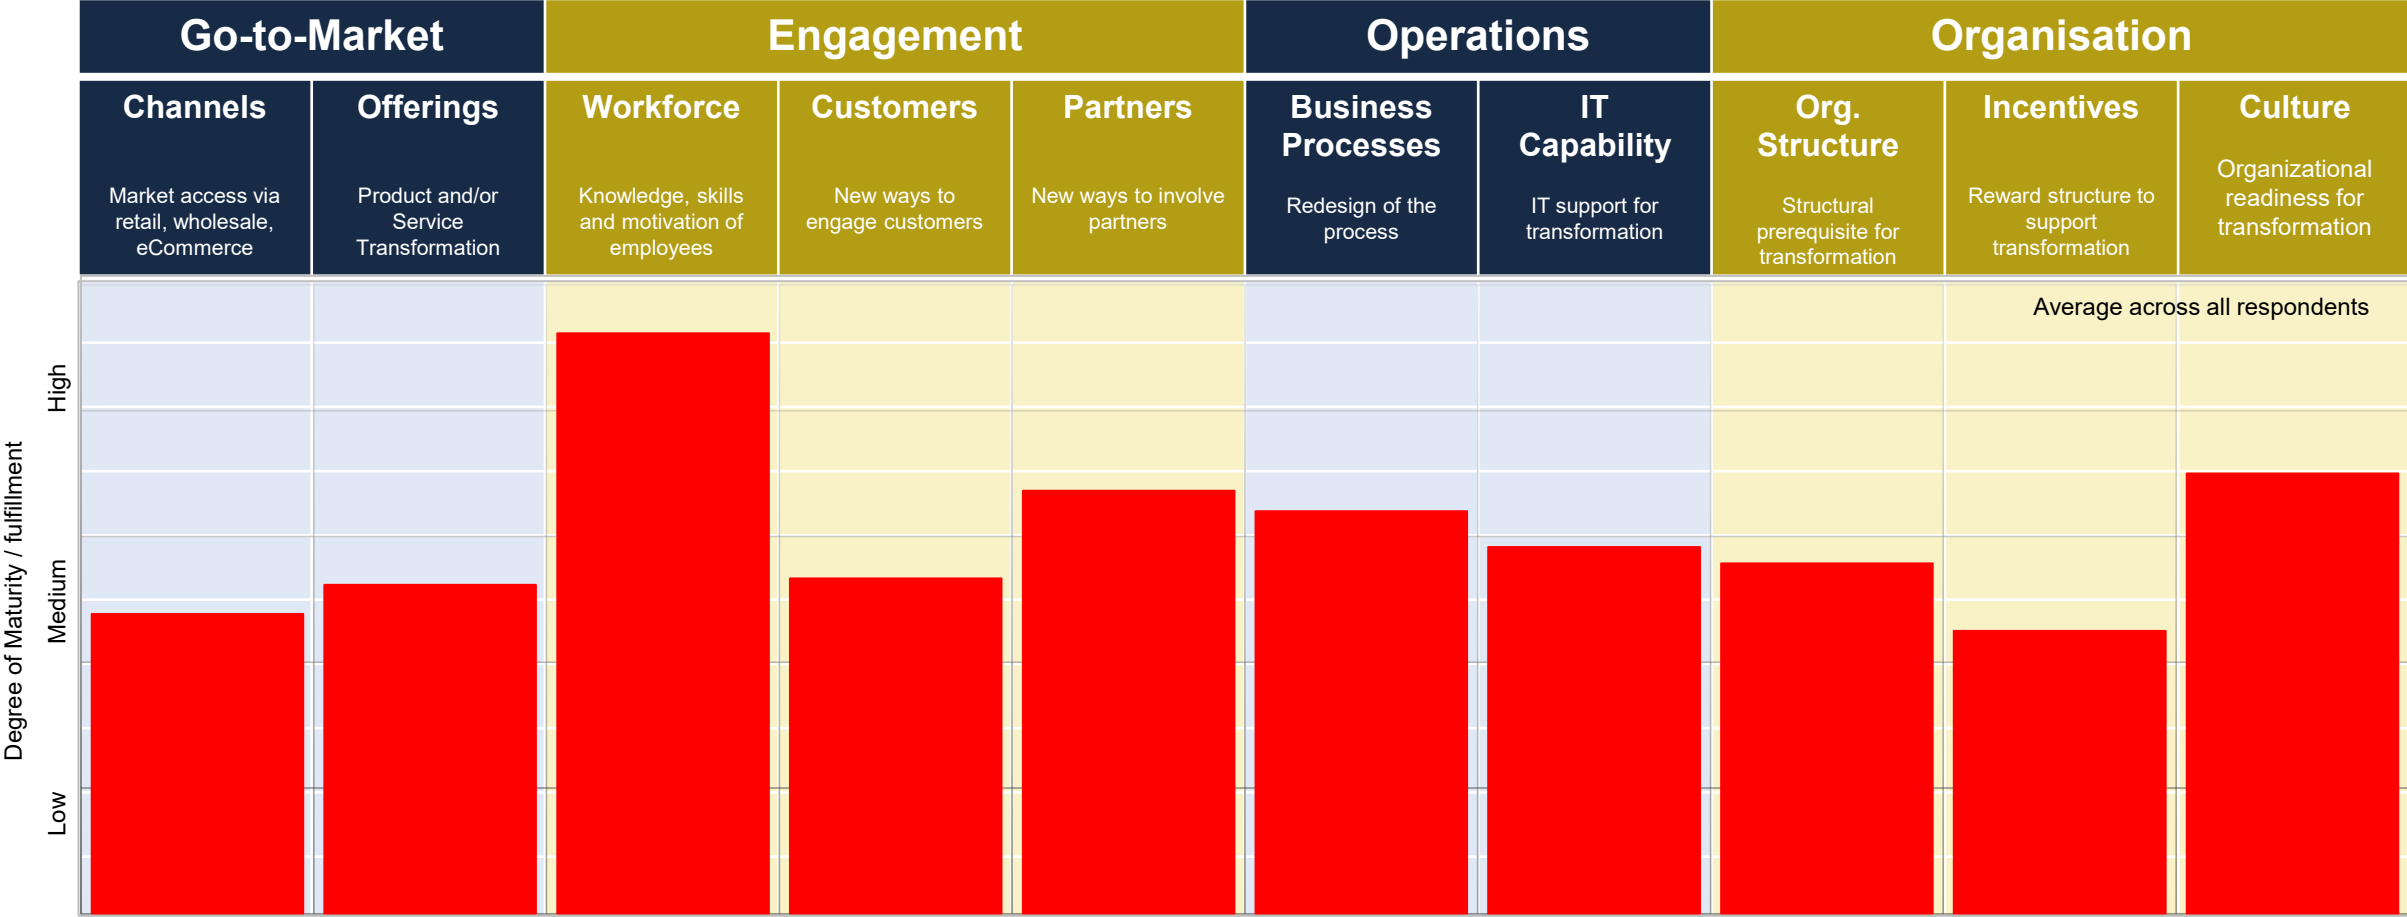 Go-to-Market
Engagement
Operations
Organisation
Channels
Market access via
retail, wholesale,
eCommerce
Offerings
Product and/or
Service
Transformation
Workforce
Knowledge, skills
and motivation of
employees
Customers
New ways to
engage customers
Partners
New ways to involve
partners
Business
Processes
Redesign of the
process
IT
Capability
IT support for
transformation
Org.
Structure
Structural
prerequisite for
transformation
Incentives
Reward structure to
support
transformation
Culture
Organizational
readiness for
transformation
Average across all respondents
Degree of Maturity / fulfillment
High
Medium
Low